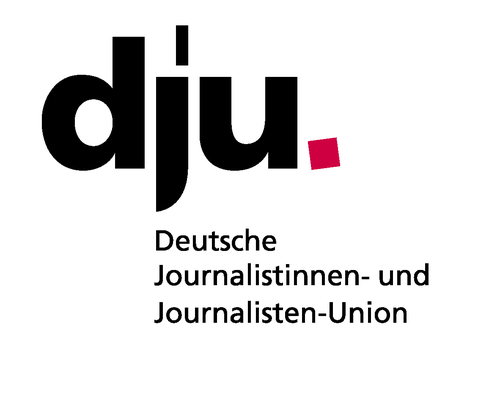 dju.
Deutsche
Journalistinnen- und
Journalisten-Union